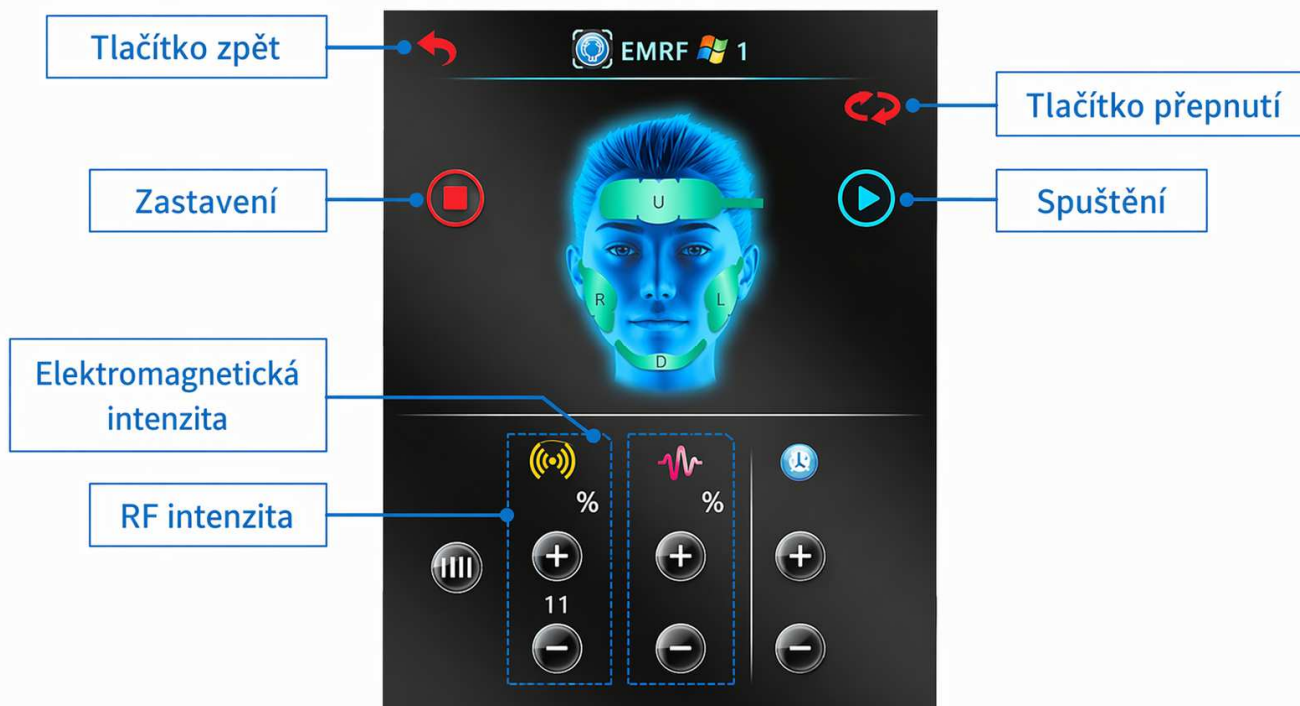 Tlačítko zpět
EMRF 1
Tlačítko přepnutí
Zastavení
U
Spuštění
R
L
D
Elektromagnetická
intenzita
% %
RF intenzita
11